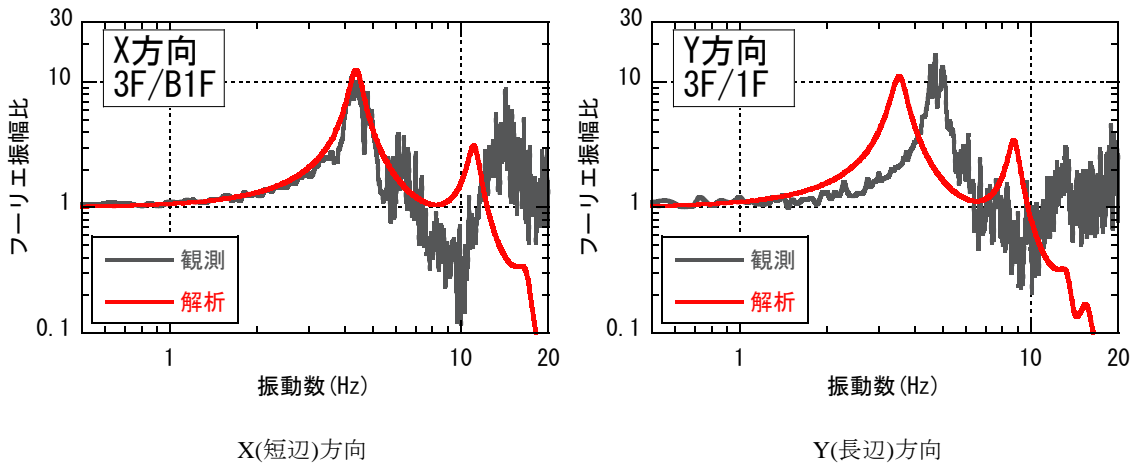 30
10
1
0.1
フーリエ振幅比
X方向
3F/B1F
観測
解析
1
10
20
振動数(Hz)
X(短辺)方向
30
10
1
0.1
フーリエ振幅比
Y方向
3F/1F
観測
解析
1
10
20
振動数(Hz)
Y(長辺)方向